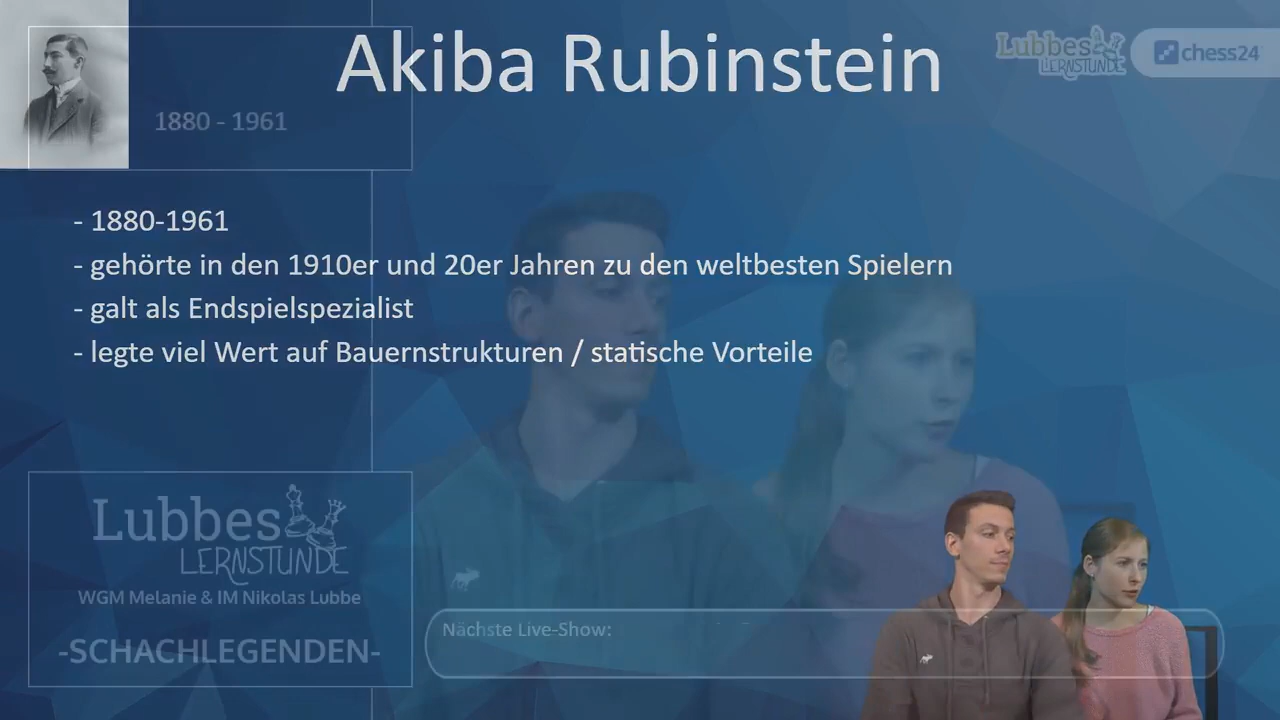 Akiba Rubinstein
Lubbes
LERNSTUNDE
chess24
1880 - 1961
- 1880-1961
- gehörte in den 1910er und 20er Jahren zu den weltbesten Spielern
- galt als Endspielspezialist
- legte viel Wert auf Bauernstrukturen / statische Vorteile
Lubbes
LERNSTUNDE
WGM Melanie & IM Nikolas Lubbe
-SCHACHLEGENDEN-
Nächste Live-Show: